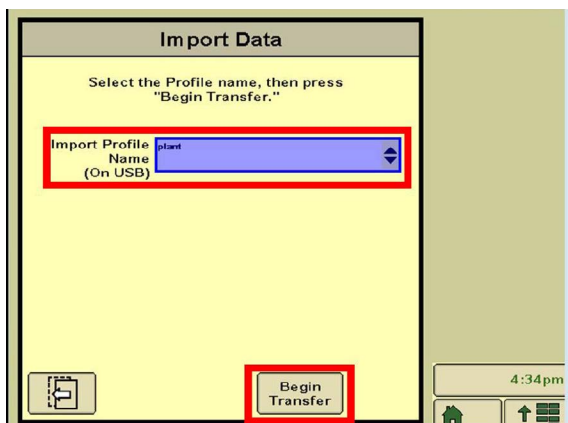 Import Data
Select the Profile name, then press
"Begin Transfer."
Import Profile
Name
(On USB)
plant
Begin
Transfer
4:34pm